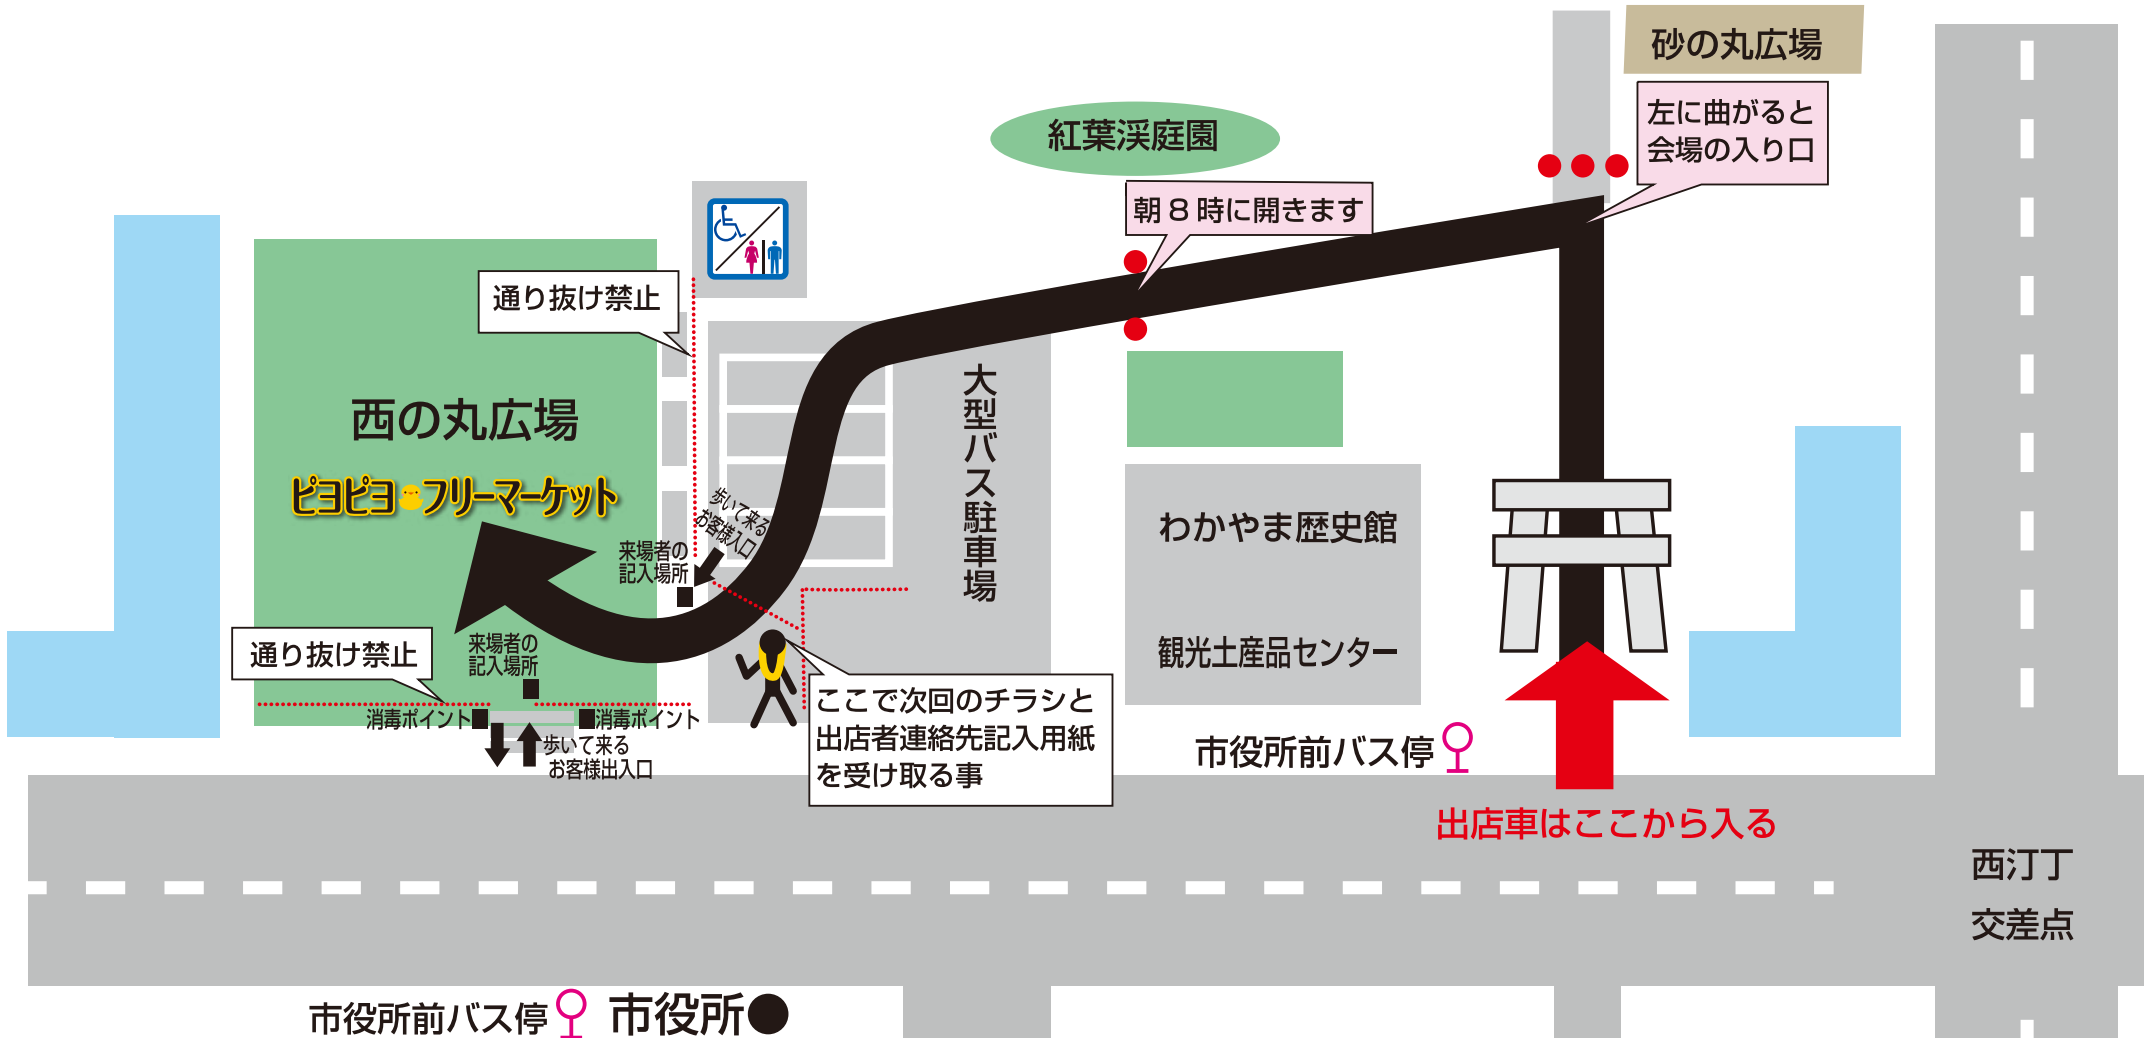 砂の丸広場
左に曲がると
会場の入り口
紅葉渓庭園
朝8時に開きます
通り抜け禁止
大型バス駐車場
西の丸広場
ピヨピヨフリーマーケット
歩いて来る
お客様入口
来場者の
記入場所
わかやま歴史館
観光土産品センター
通り抜け禁止
来場者の
記入場所
消毒ポイント
消毒ポイント
歩いて来る
お客様出入口
ここで次回のチラシと
出店者連絡先記入用紙
を受け取る事
市役所前バス停
出店車はここから入る
西汀丁
交差点
市役所前バス停
市役所